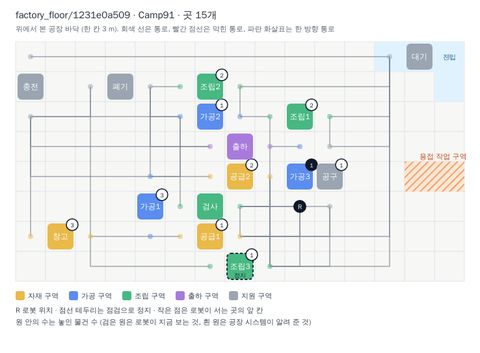 factory_floor/1231e0a509 · Camp91 · 곳 15개
위에서 본 공장 바닥 (한 칸 3 m). 회색 선은 통로, 빨간 점선은 막힌 통로, 파란 화살표는 한 방향 통로
대기
진입
충전
폐기
조립2
2
가공2
1
조립1
2
출하
용접 작업 구역
공급2
2
가공3
1
공구
1
가공1
3
검사
R
창고
3
공급1
1
조립3
1
정지
자재 구역
가공 구역
조립 구역
출하 구역
지원 구역
R 로봇 위치 · 점선 테두리는 점검으로 정지 · 작은 점은 로봇이 서는 곳의 앞 칸
원 안의 수는 놓인 물건 수 (검은 원은 로봇이 지금 보는 것, 흰 원은 공장 시스템이 알려 준 것)